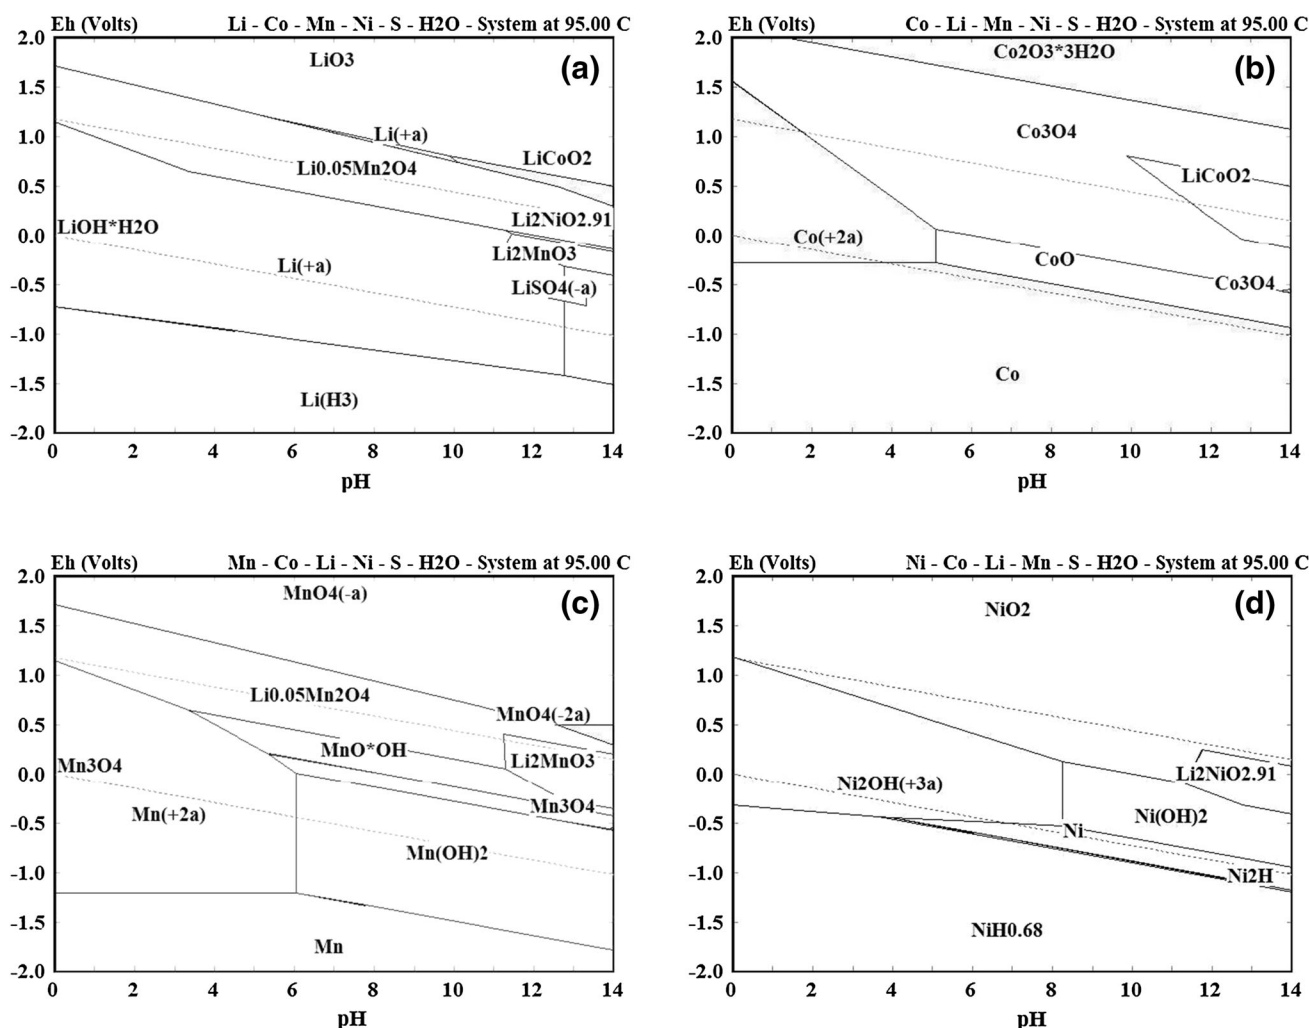 Eh (Volts) Li - Co - Mn - Ni - S - H2O - System at 95.00 C
2.0
1.5
1.0
0.5
0.0
-0.5
-1.0
-1.5
-2.0
(a)
LiO3
Li(+a)
LiCoO2
Li0.05Mn2O4
Li2NiO2.91
LiOH*H2O
Li2MnO3
Li(+a)
LiSO4(-a)
Li(H3)
0 2 4 6 8 10 12 14
pH
Eh (Volts) Co - Li - Mn - Ni - S - H2O - System at 95.00 C
2.0
1.5
1.0
0.5
0.0
-0.5
-1.0
-1.5
-2.0
(b)
Co2O3*3H2O
Co3O4
LiCoO2
Co(+2a)
CoO
Co3O4
Co
0 2 4 6 8 10 12 14
pH
Eh (Volts) Mn - Co - Li - Ni - S - H2O - System at 95.00 C
2.0
1.5
1.0
0.5
0.0
-0.5
-1.0
-1.5
-2.0
(c)
MnO4(-a)
Li0.05Mn2O4
MnO4(-2a)
MnO*OH
Li2MnO3
Mn3O4
Mn3O4
Mn(+2a)
Mn(OH)2
Mn
0 2 4 6 8 10 12 14
pH
Eh (Volts) Ni - Co - Li - Mn - S - H2O - System at 95.00 C
2.0
1.5
1.0
0.5
0.0
-0.5
-1.0
-1.5
-2.0
(d)
NiO2
Li2NiO2.91
Ni2OH(+3a)
Ni(OH)2
Ni
Ni2H
NiH0.68
0 2 4 6 8 10 12 14
pH